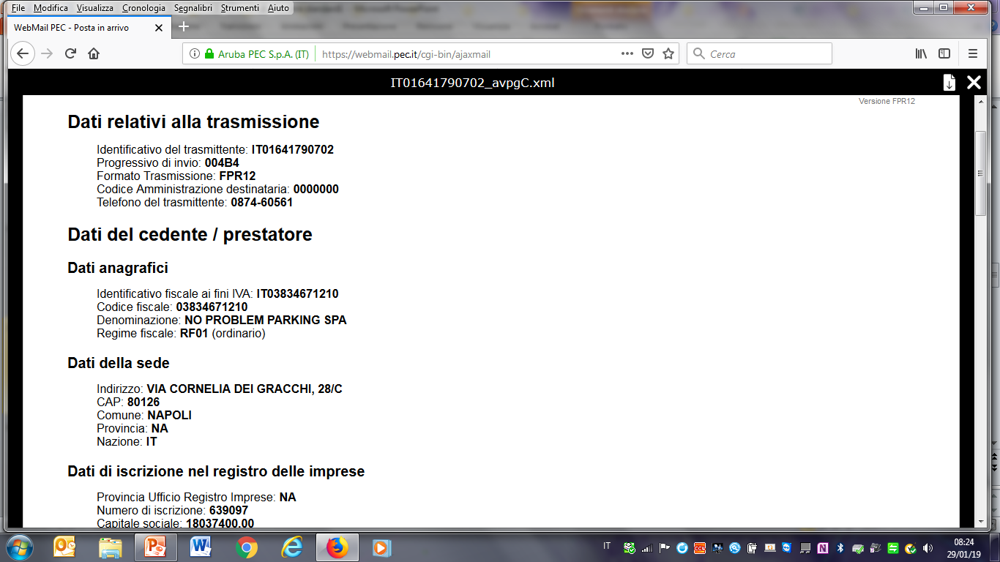 File Modifica Visualizza Cronologia Segnalibri Strumenti Aiuto
WebMail PEC - Posta in arrivo
Aruba PEC S.p.A. (IT) https://webmail.pec.it/cgi-bin/ajaxmail Cerca
IT01641790702_avpgC.xml
Versione FPR12
Dati relativi alla trasmissione
Identificativo del trasmittente: IT01641790702
Progressivo di invio: 004B4
Formato Trasmissione: FPR12
Codice Amministrazione destinataria: 0000000
Telefono del trasmittente: 0874-60561
Dati del cedente / prestatore
Dati anagrafici
Identificativo fiscale ai fini IVA: IT03834671210
Codice fiscale: 03834671210
Denominazione: NO PROBLEM PARKING SPA
Regime fiscale: RF01 (ordinario)
Dati della sede
Indirizzo: VIA CORNELIA DEI GRACCHI, 28/C
CAP: 80126
Comune: NAPOLI
Provincia: NA
Nazione: IT
Dati di iscrizione nel registro delle imprese
Provincia Ufficio Registro Imprese: NA
Numero di iscrizione: 639097
Capitale sociale: 18037400.00
IT 08:24
29/01/19